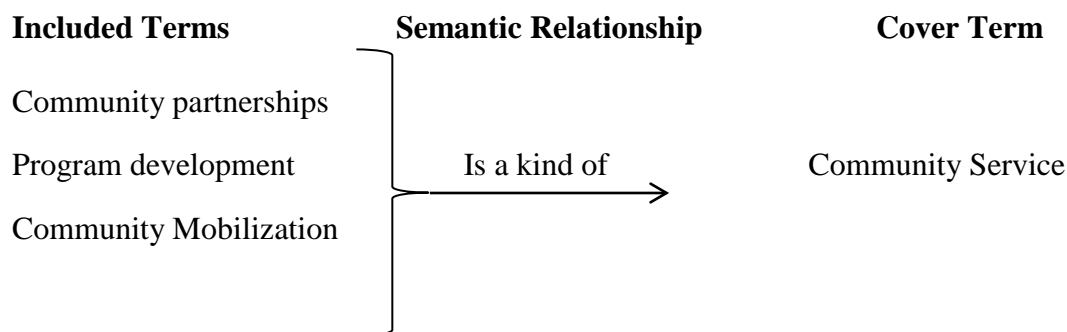 Included Terms Semantic Relationship Cover Term
Community partnerships
Program development Is a kind of Community Service
Community Mobilization